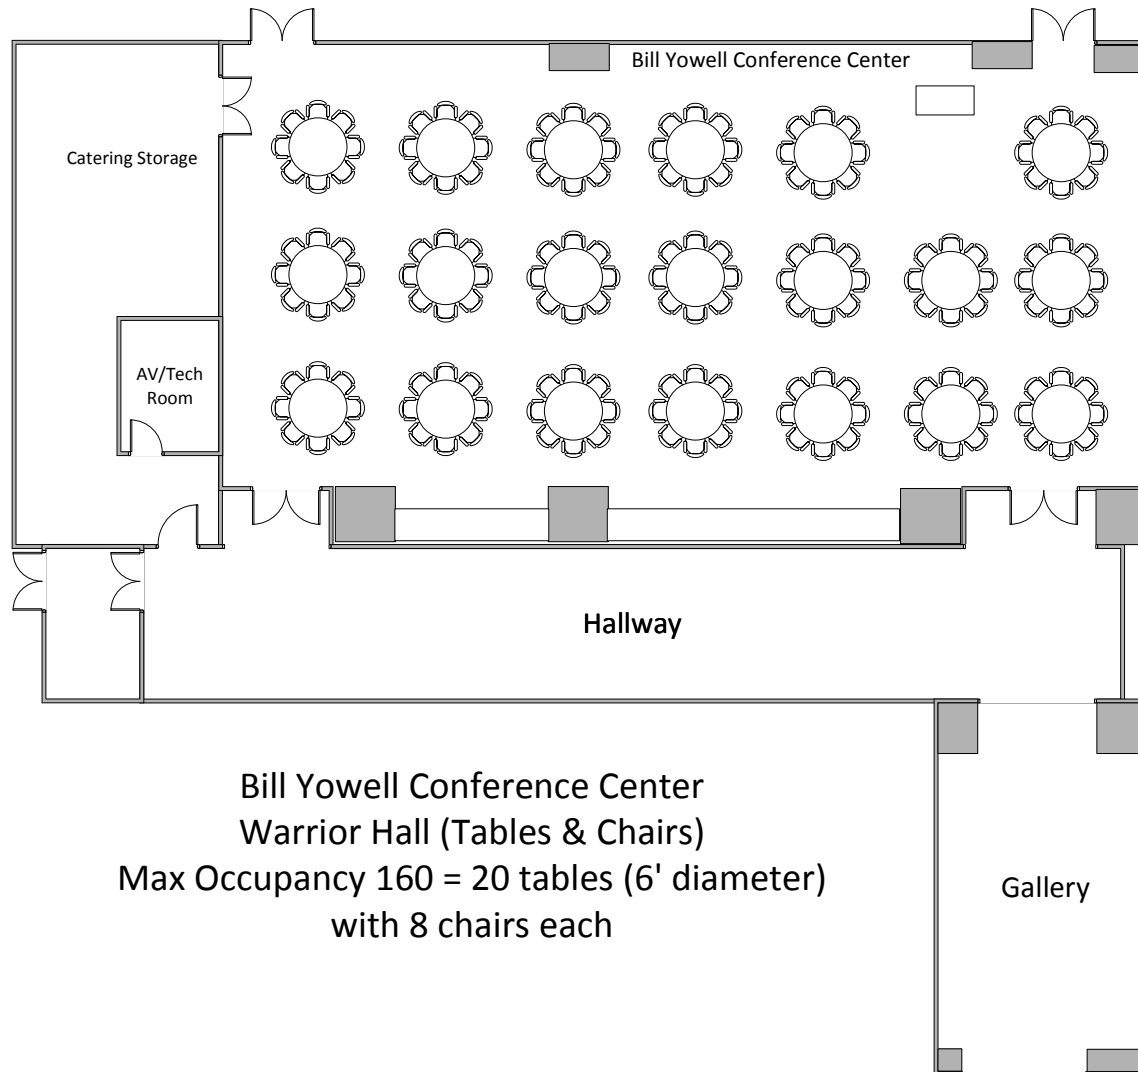 Bill Yowell Conference Center
Catering Storage
AV/Tech
Room
Hallway
Bill Yowell Conference Center
Warrior Hall (Tables & Chairs)
Max Occupancy 160 = 20 tables (6' diameter)
with 8 chairs each
Gallery